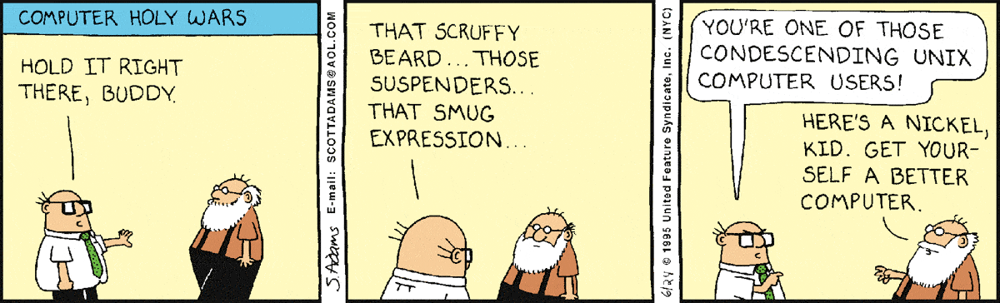 COMPUTER HOLY WARS
HOLD IT RIGHT
THERE, BUDDY.
S. Adams E-mail: SCOTTADAMS@AOL.COM
THAT SCRUFFY
BEARD... THOSE
SUSPENDERS...
THAT SMUG
EXPRESSION...
6/24 © 1995 United Feature Syndicate, Inc. (NYC)
YOU'RE ONE OF THOSE
CONDESCENDING UNIX
COMPUTER USERS!
HERE'S A NICKEL,
KID. GET YOUR-
SELF A BETTER
COMPUTER.